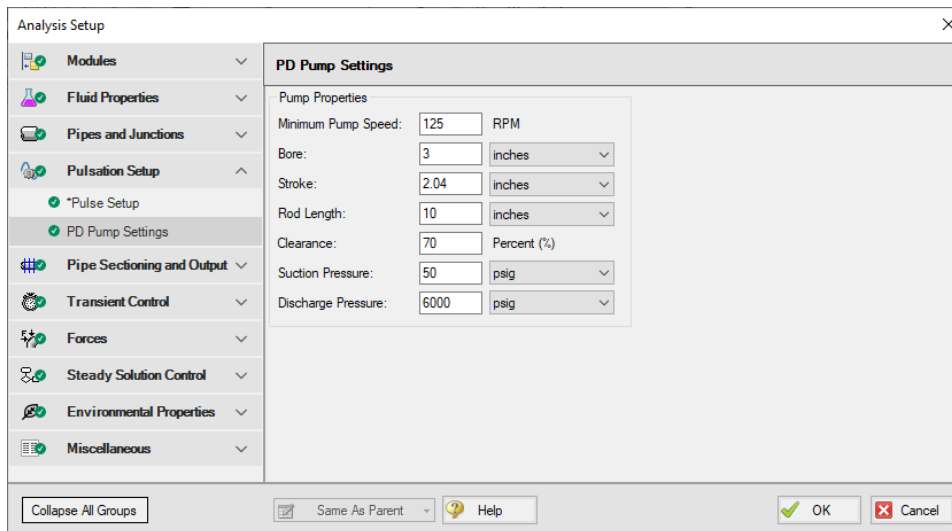 Analysis Setup
Modules
Fluid Properties
Pipes and Junctions
Pulsation Setup
*Pulse Setup
PD Pump Settings
Pipe Sectioning and Output
Transient Control
Forces
Steady Solution Control
Environmental Properties
Miscellaneous
PD Pump Settings
Pump Properties
Minimum Pump Speed: 125 RPM
Bore: 3 inches
Stroke: 2.04 inches
Rod Length: 10 inches
Clearance: 70 Percent (%)
Suction Pressure: 50 psig
Discharge Pressure: 6000 psig
Collapse All Groups
Same As Parent
Help
OK
Cancel